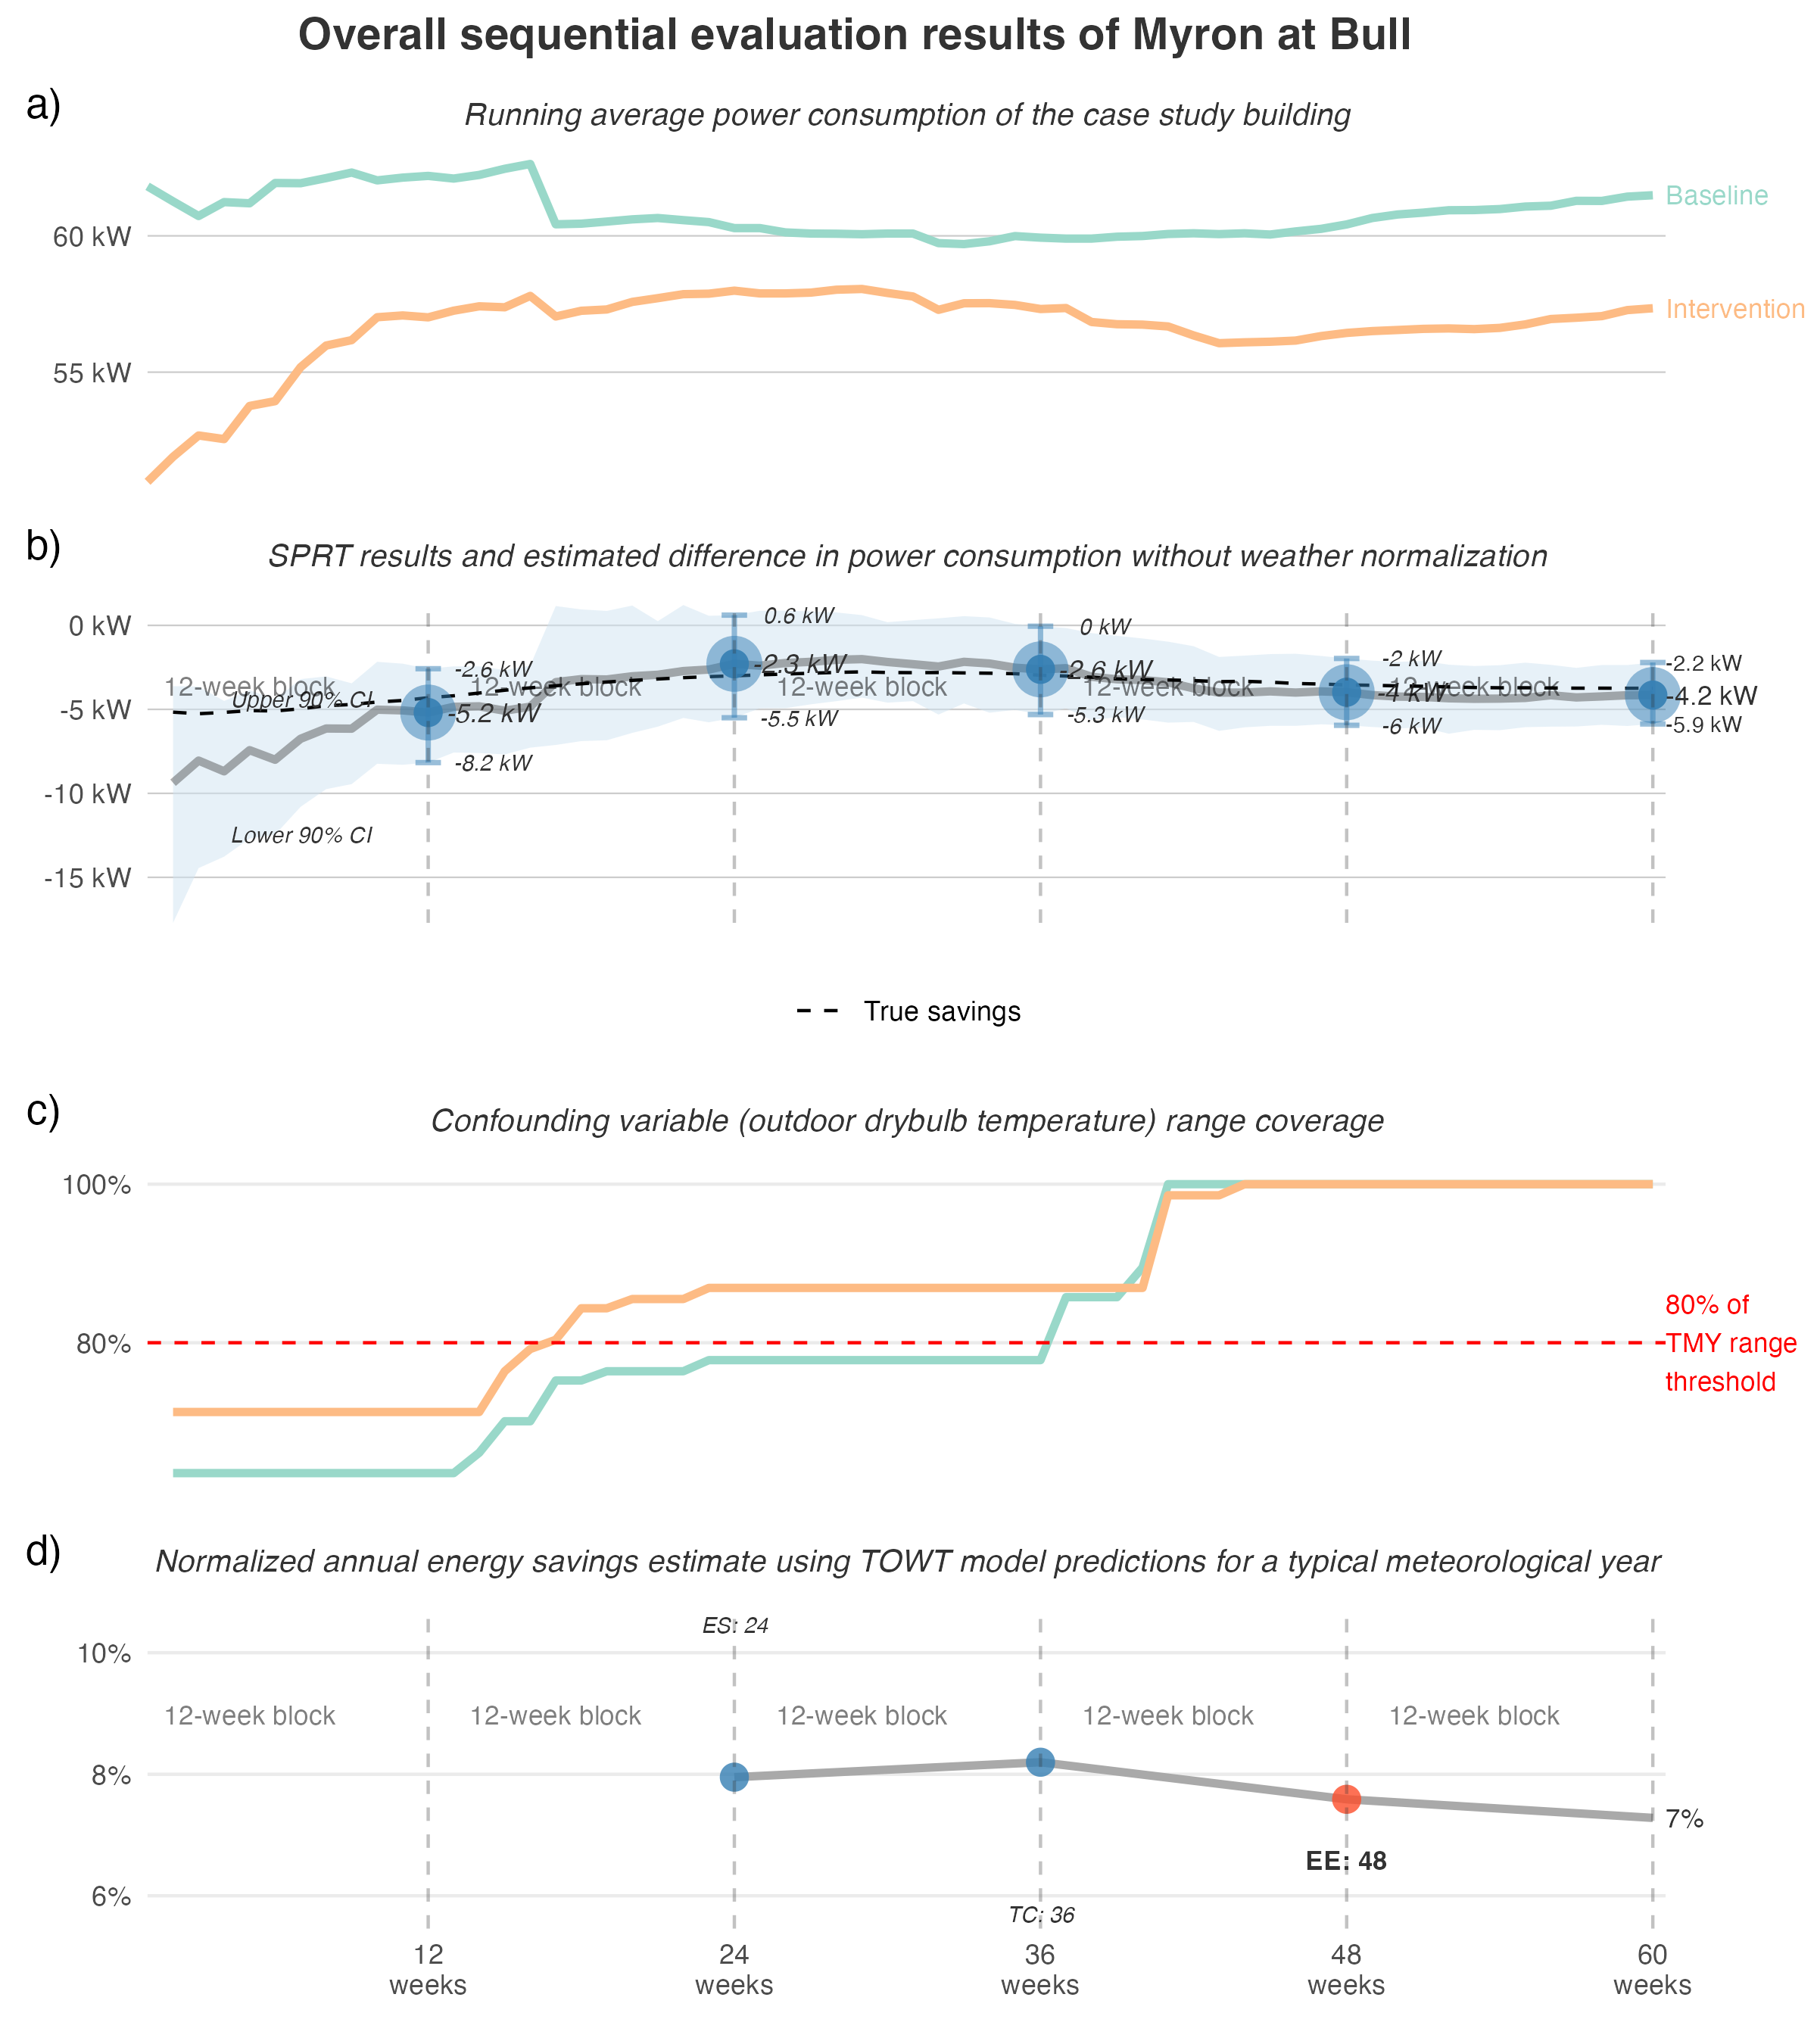 Overall sequential evaluation results of Myron at Bull
a)
Running average power consumption of the case study building
Baseline
60 kW
Intervention
55 kW
b)
SPRT results and estimated difference in power consumption without weather normalization
0 kW
0.6 kW
0 kW
-2.6 kW
-2.3 kW
-2.6 kW
-2 kW
-2.2 kW
12-week block
12-week block
12-week block
12-week block
12-week block
Upper 90% CI
-4 kW
-4.2 kW
-5 kW
-5.2 kW
-5.5 kW
-5.3 kW
-6 kW
-5.9 kW
-8.2 kW
-10 kW
Lower 90% CI
-15 kW
True savings
c)
Confounding variable (outdoor drybulb temperature) range coverage
100%
80%
80% of
TMY range
threshold
d)
Normalized annual energy savings estimate using TOWT model predictions for a typical meteorological year
ES: 24
10%
12-week block
12-week block
12-week block
12-week block
12-week block
8%
7%
EE: 48
6%
TC: 36
12
weeks
24
weeks
36
weeks
48
weeks
60
weeks